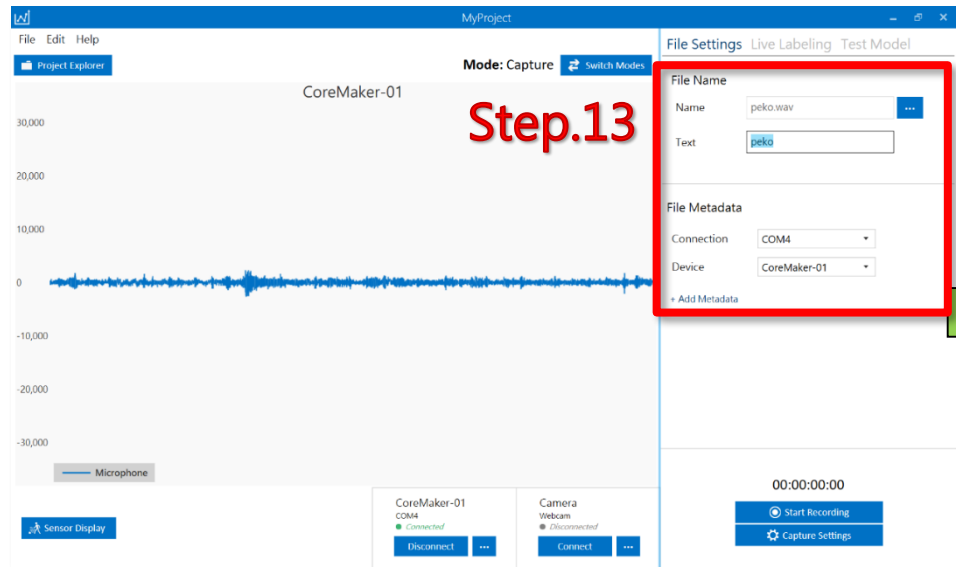 MyProject
File Edit Help
Project Explorer
Mode: Capture
Switch Modes
CoreMaker-01
Step.13
30,000
20,000
10,000
0
-10,000
-20,000
-30,000
Microphone
Sensor Display
CoreMaker-01
COM4
Connected
Disconnect ...
Camera
Webcam
Disconnected
Connect ...
File Settings Live Labeling Test Model
File Name
Name peko.wav ...
Text peko
File Metadata
Connection COM4
Device CoreMaker-01
+ Add Metadata
00:00:00:00
Start Recording
Capture Settings